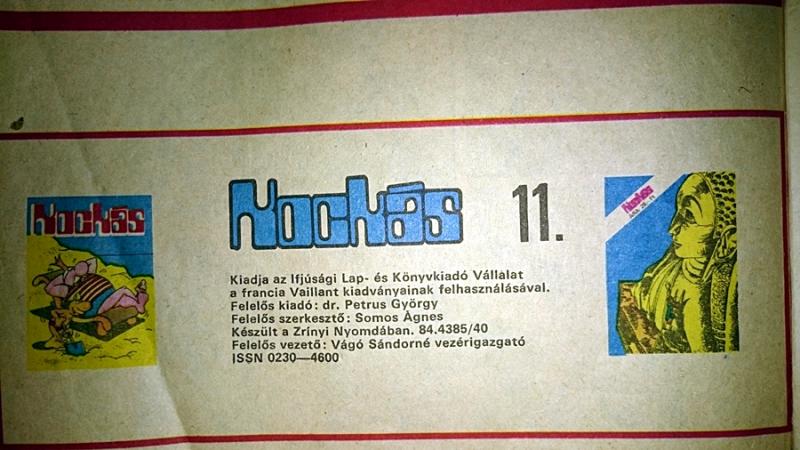 Kockás
Kockás 11.
Kiadja az Ifjúsági Lap- és Könyvkiadó Vállalat
a francia Vaillant kiadványainak felhasználásával.
Felelős kiadó: dr. Petrus György
Felelős szerkesztő: Somos Ágnes
Készült a Zrínyi Nyomdában. 84.4385/40
Felelős vezető: Vágó Sándorné vezérigazgató
ISSN 0230—4600
Kockás